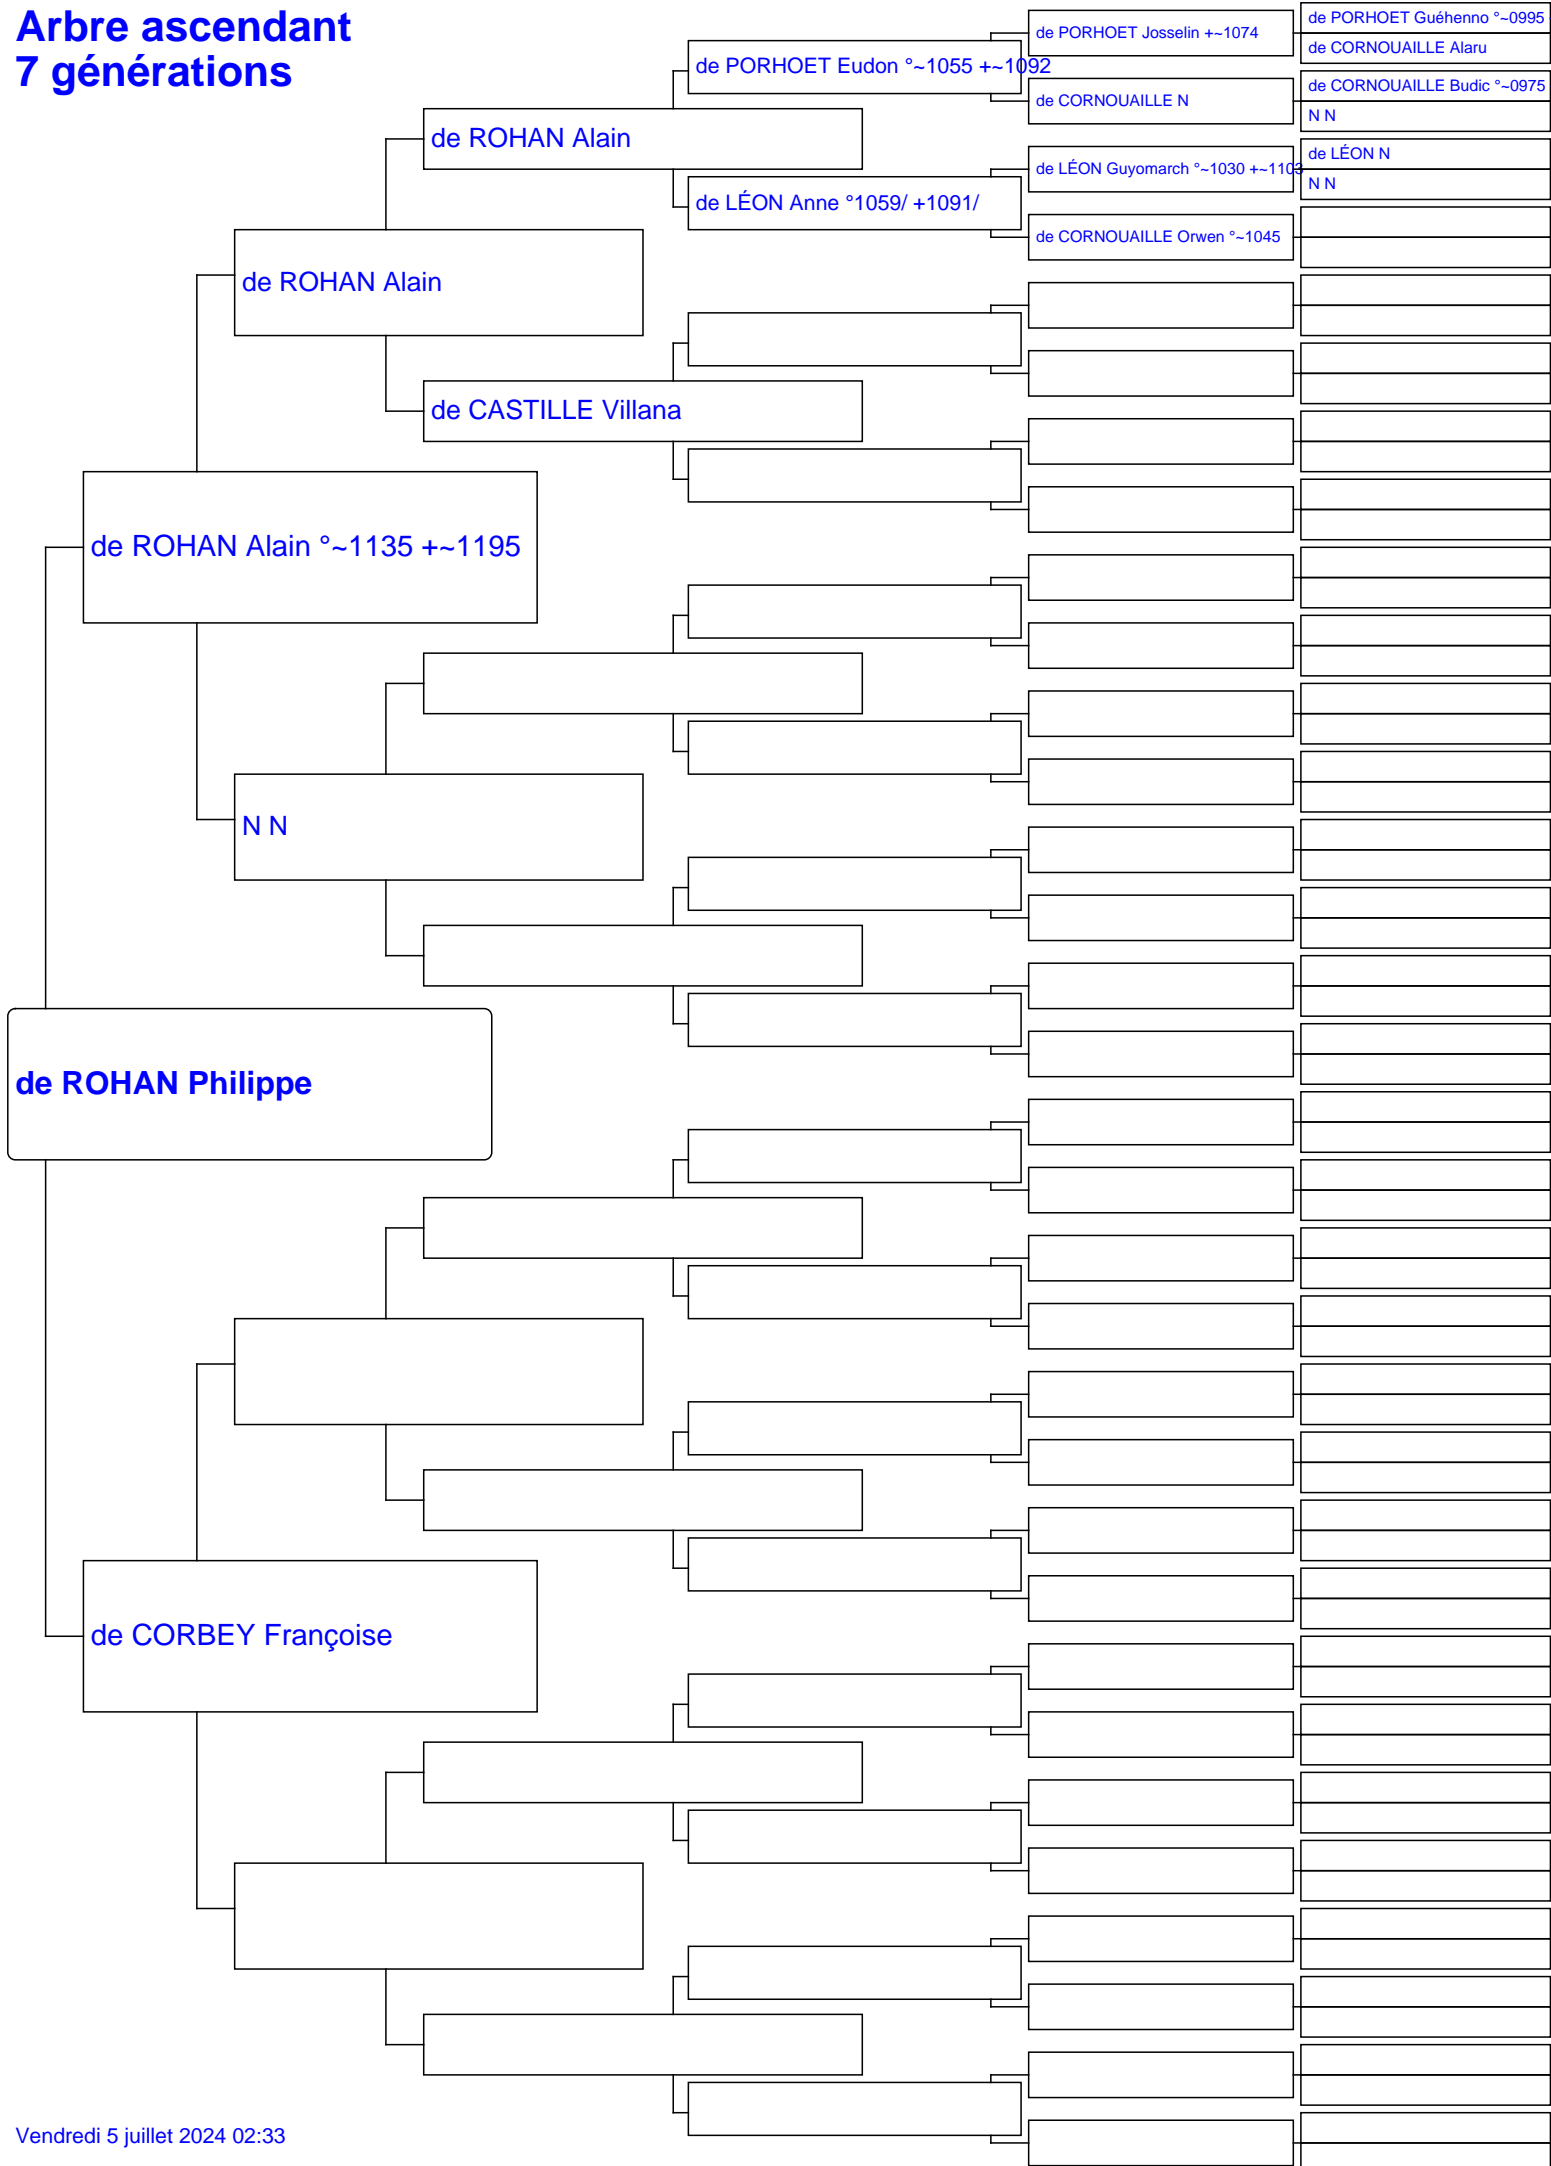 Arbre ascendant
7 générations
de PORHOET Guéhenno °~0995
de PORHOET Josselin +~1074
de CORNOUAILLE Alaru
de PORHOET Eudon °~1055 +~1092
de CORNOUAILLE Budic °~0975
de CORNOUAILLE N
N N
de ROHAN Alain
de LÉON N
de LÉON Guyomarch °~1030 +~1103
N N
de LÉON Anne °1059/ +1091/
de CORNOUAILLE Orwen °~1045
de ROHAN Alain
de CASTILLE Villana
de ROHAN Alain °~1135 +~1195
N N
de ROHAN Philippe
de CORBEY Françoise
Vendredi 5 juillet 2024 02:33